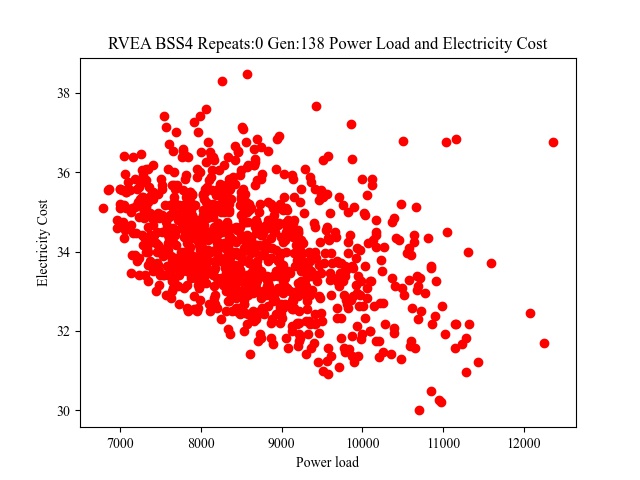 RVEA BSS4 Repeats:0 Gen:138 Power Load and Electricity Cost
38
36
34
32
30
Electricity Cost
7000 8000 9000 10000 11000 12000
Power load